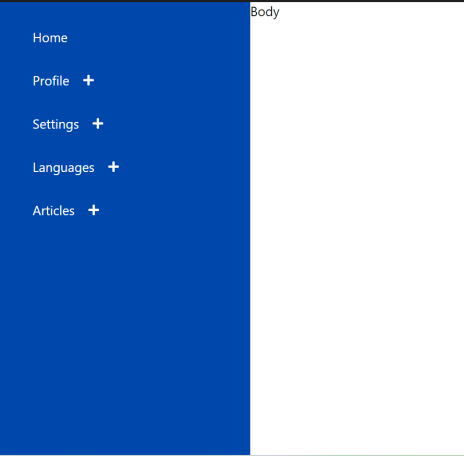 Home
Profile +
Settings +
Languages +
Articles +
Body